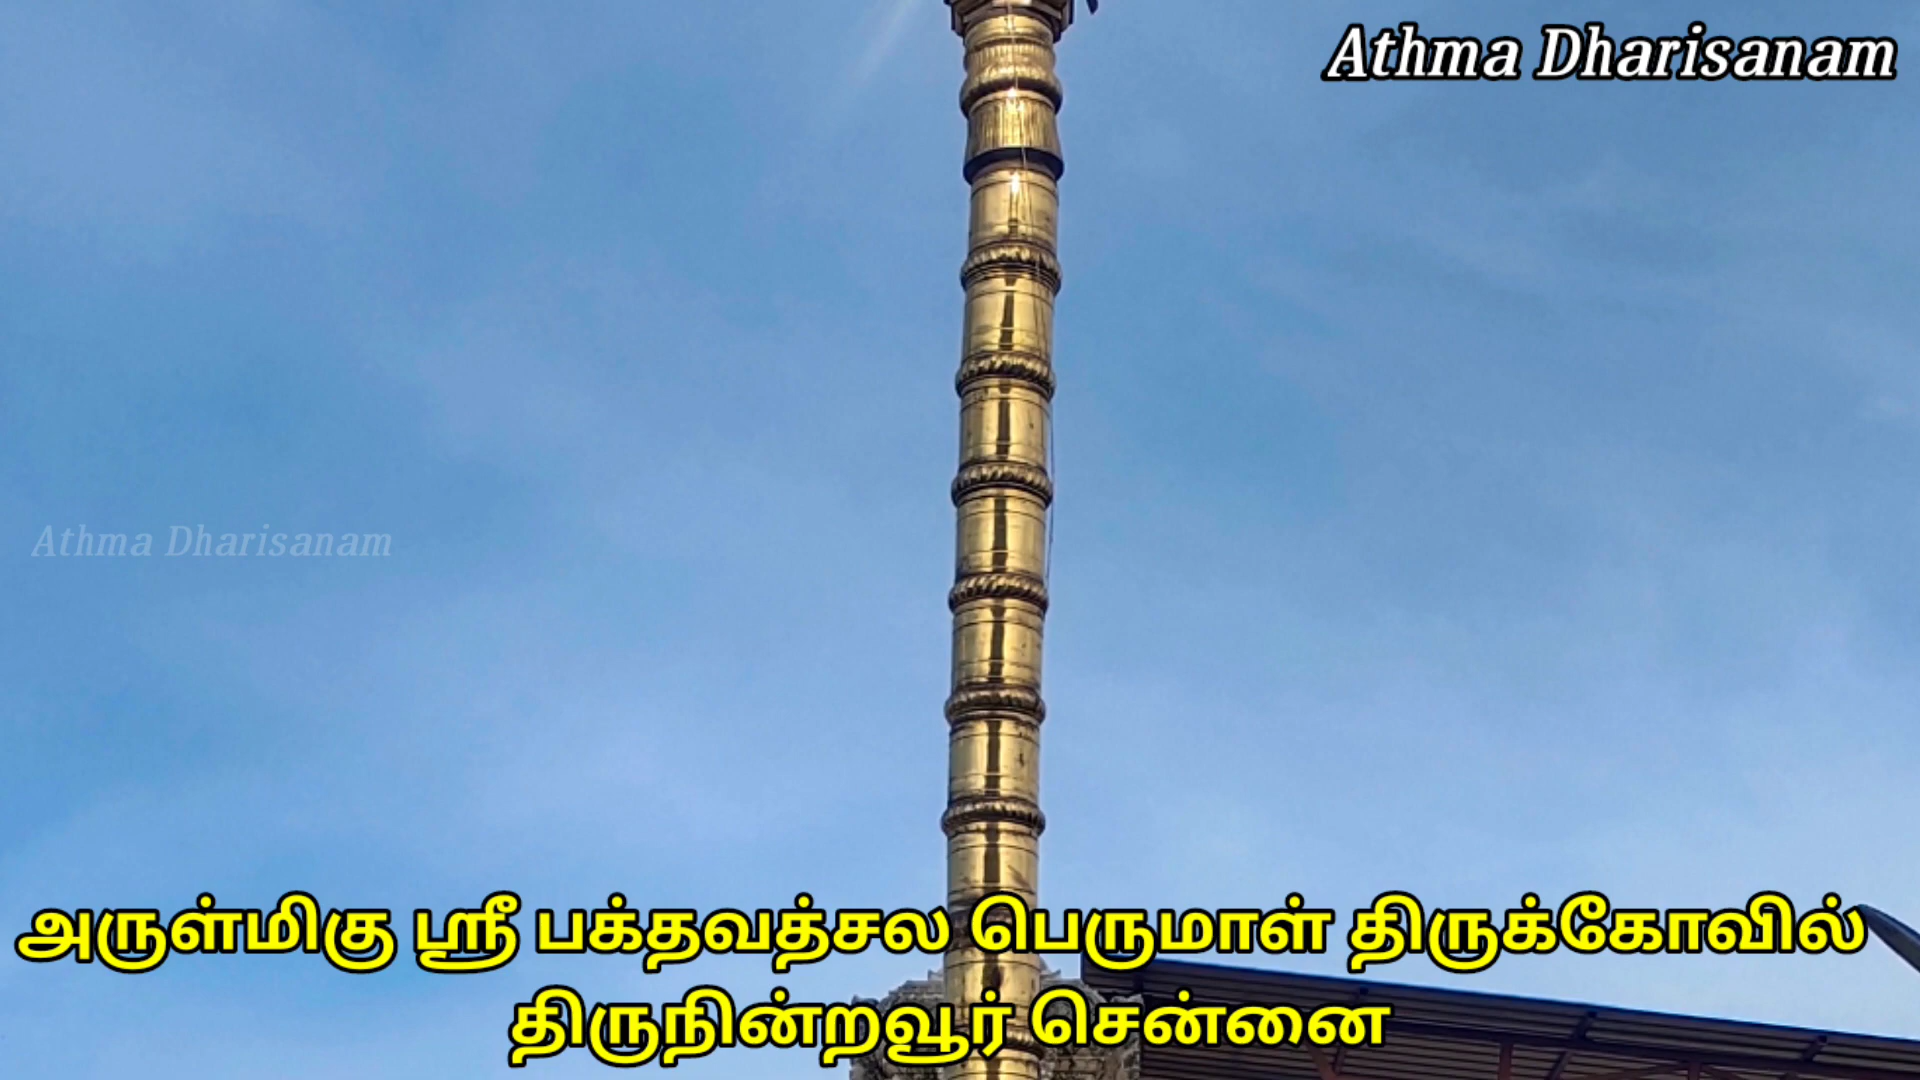 Athma Dharisanam
Athma Dharisanam
அருள்மிகு ஸ்ரீ பக்தவத்சல பெருமாள் திருக்கோவில்
திருநின்றவூர் சென்னை